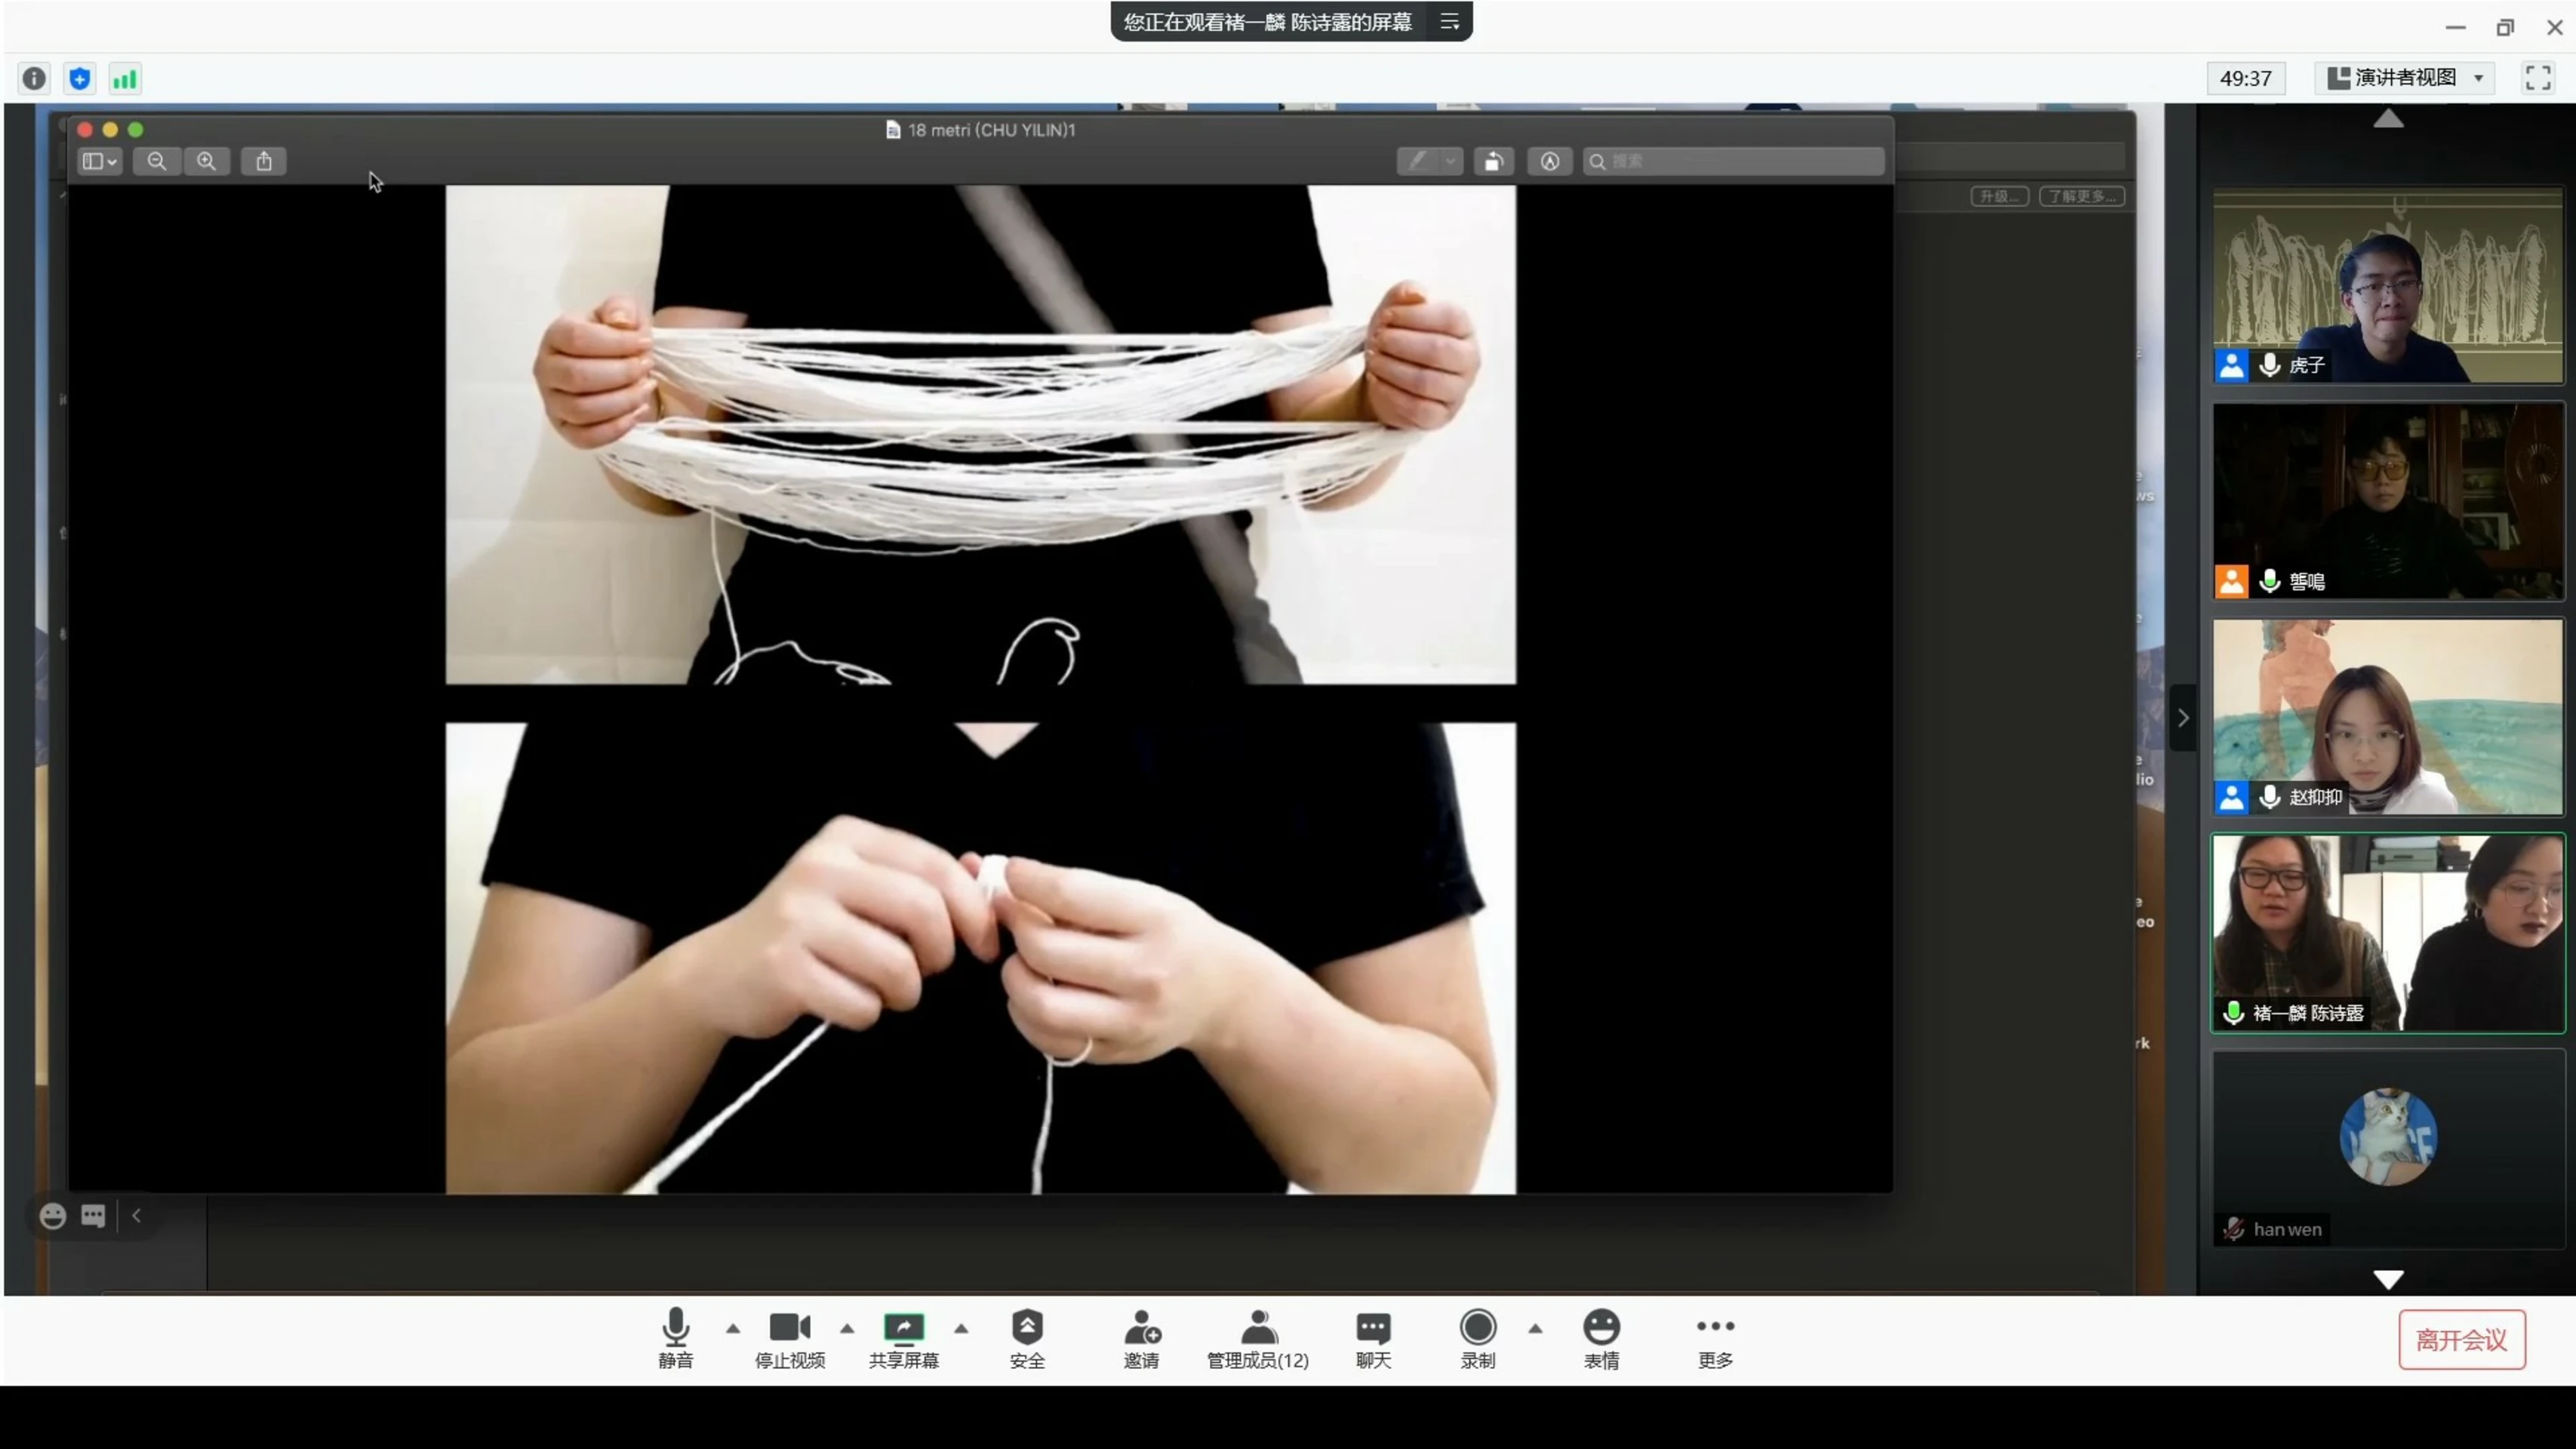 您正在观看褚一麟 陈诗露的屏幕
49:37
演讲者视图
18 metri (CHU YILIN)1
搜索
升级...
了解更多...
虎子
赵抑抑
褚一麟 陈诗露
han wen
ws
lio
eo
rk
静音
停止视频
共享屏幕
安全
邀请
管理成员(12)
聊天
录制
表情
更多
离开会议